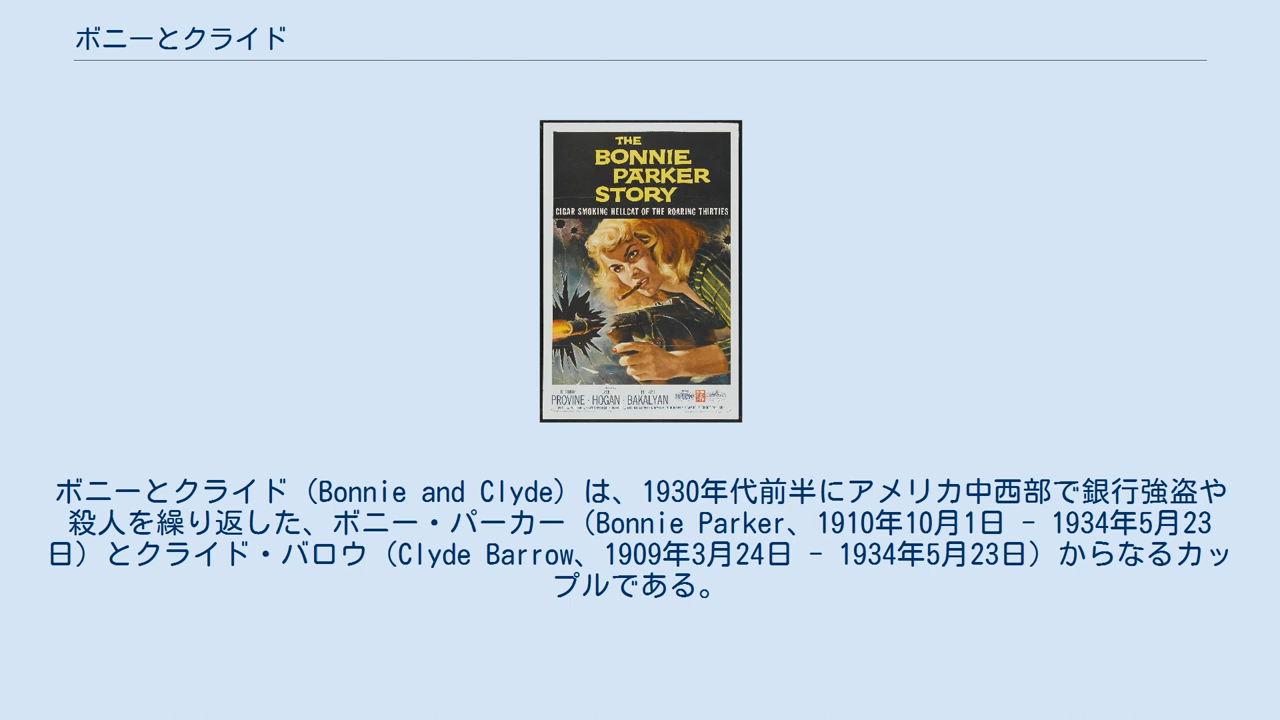 ボニーとクライド
THE
BONNIE
PARKER
STORY
CIGAR SMOKING HELLCAT OF THE ROARING THIRTIES
PROVINE · HOGAN · BAKALYAN
ボニーとクライド（Bonnie and Clyde）は、1930年代前半にアメリカ中西部で銀行強盗や
殺人を繰り返した、ボニー・パーカー（Bonnie Parker、1910年10月1日 - 1934年5月23
日）とクライド・バロウ（Clyde Barrow、1909年3月24日 - 1934年5月23日）からなるカッ
プルである。